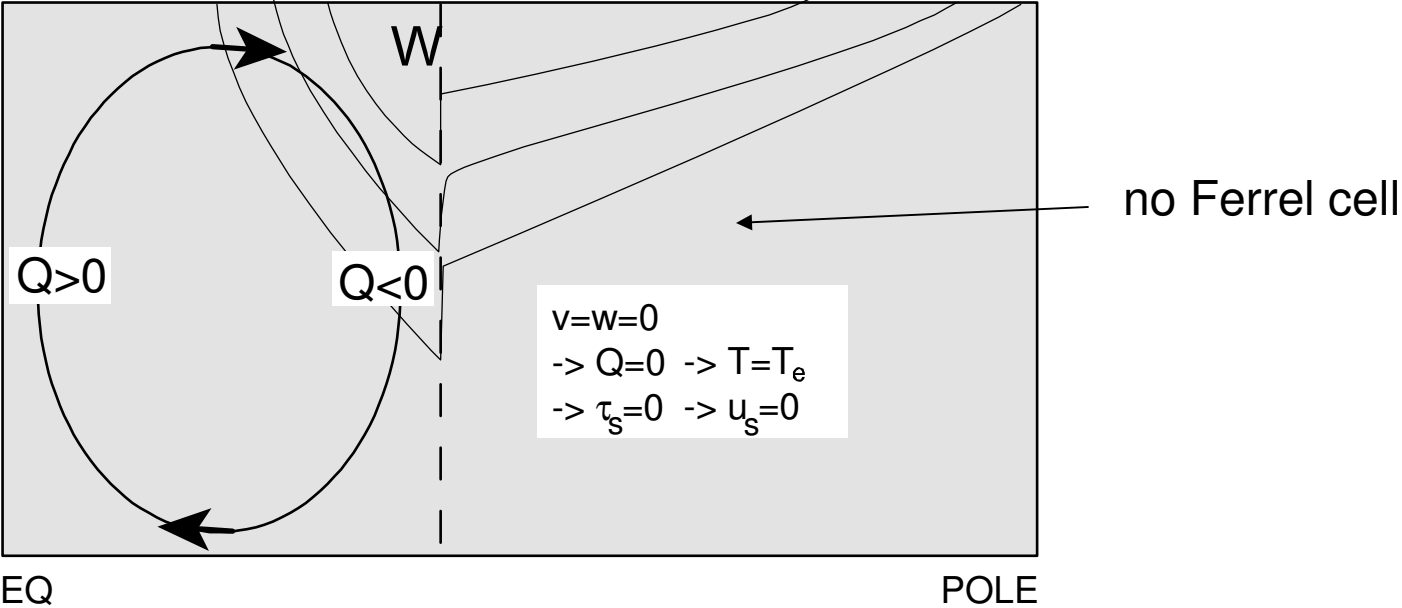 W
no Ferrel cell
Q>0
Q<0
v=w=0
-> Q=0 -> T=Tₑ
-> τₛ=0 -> uₛ=0
EQ
POLE